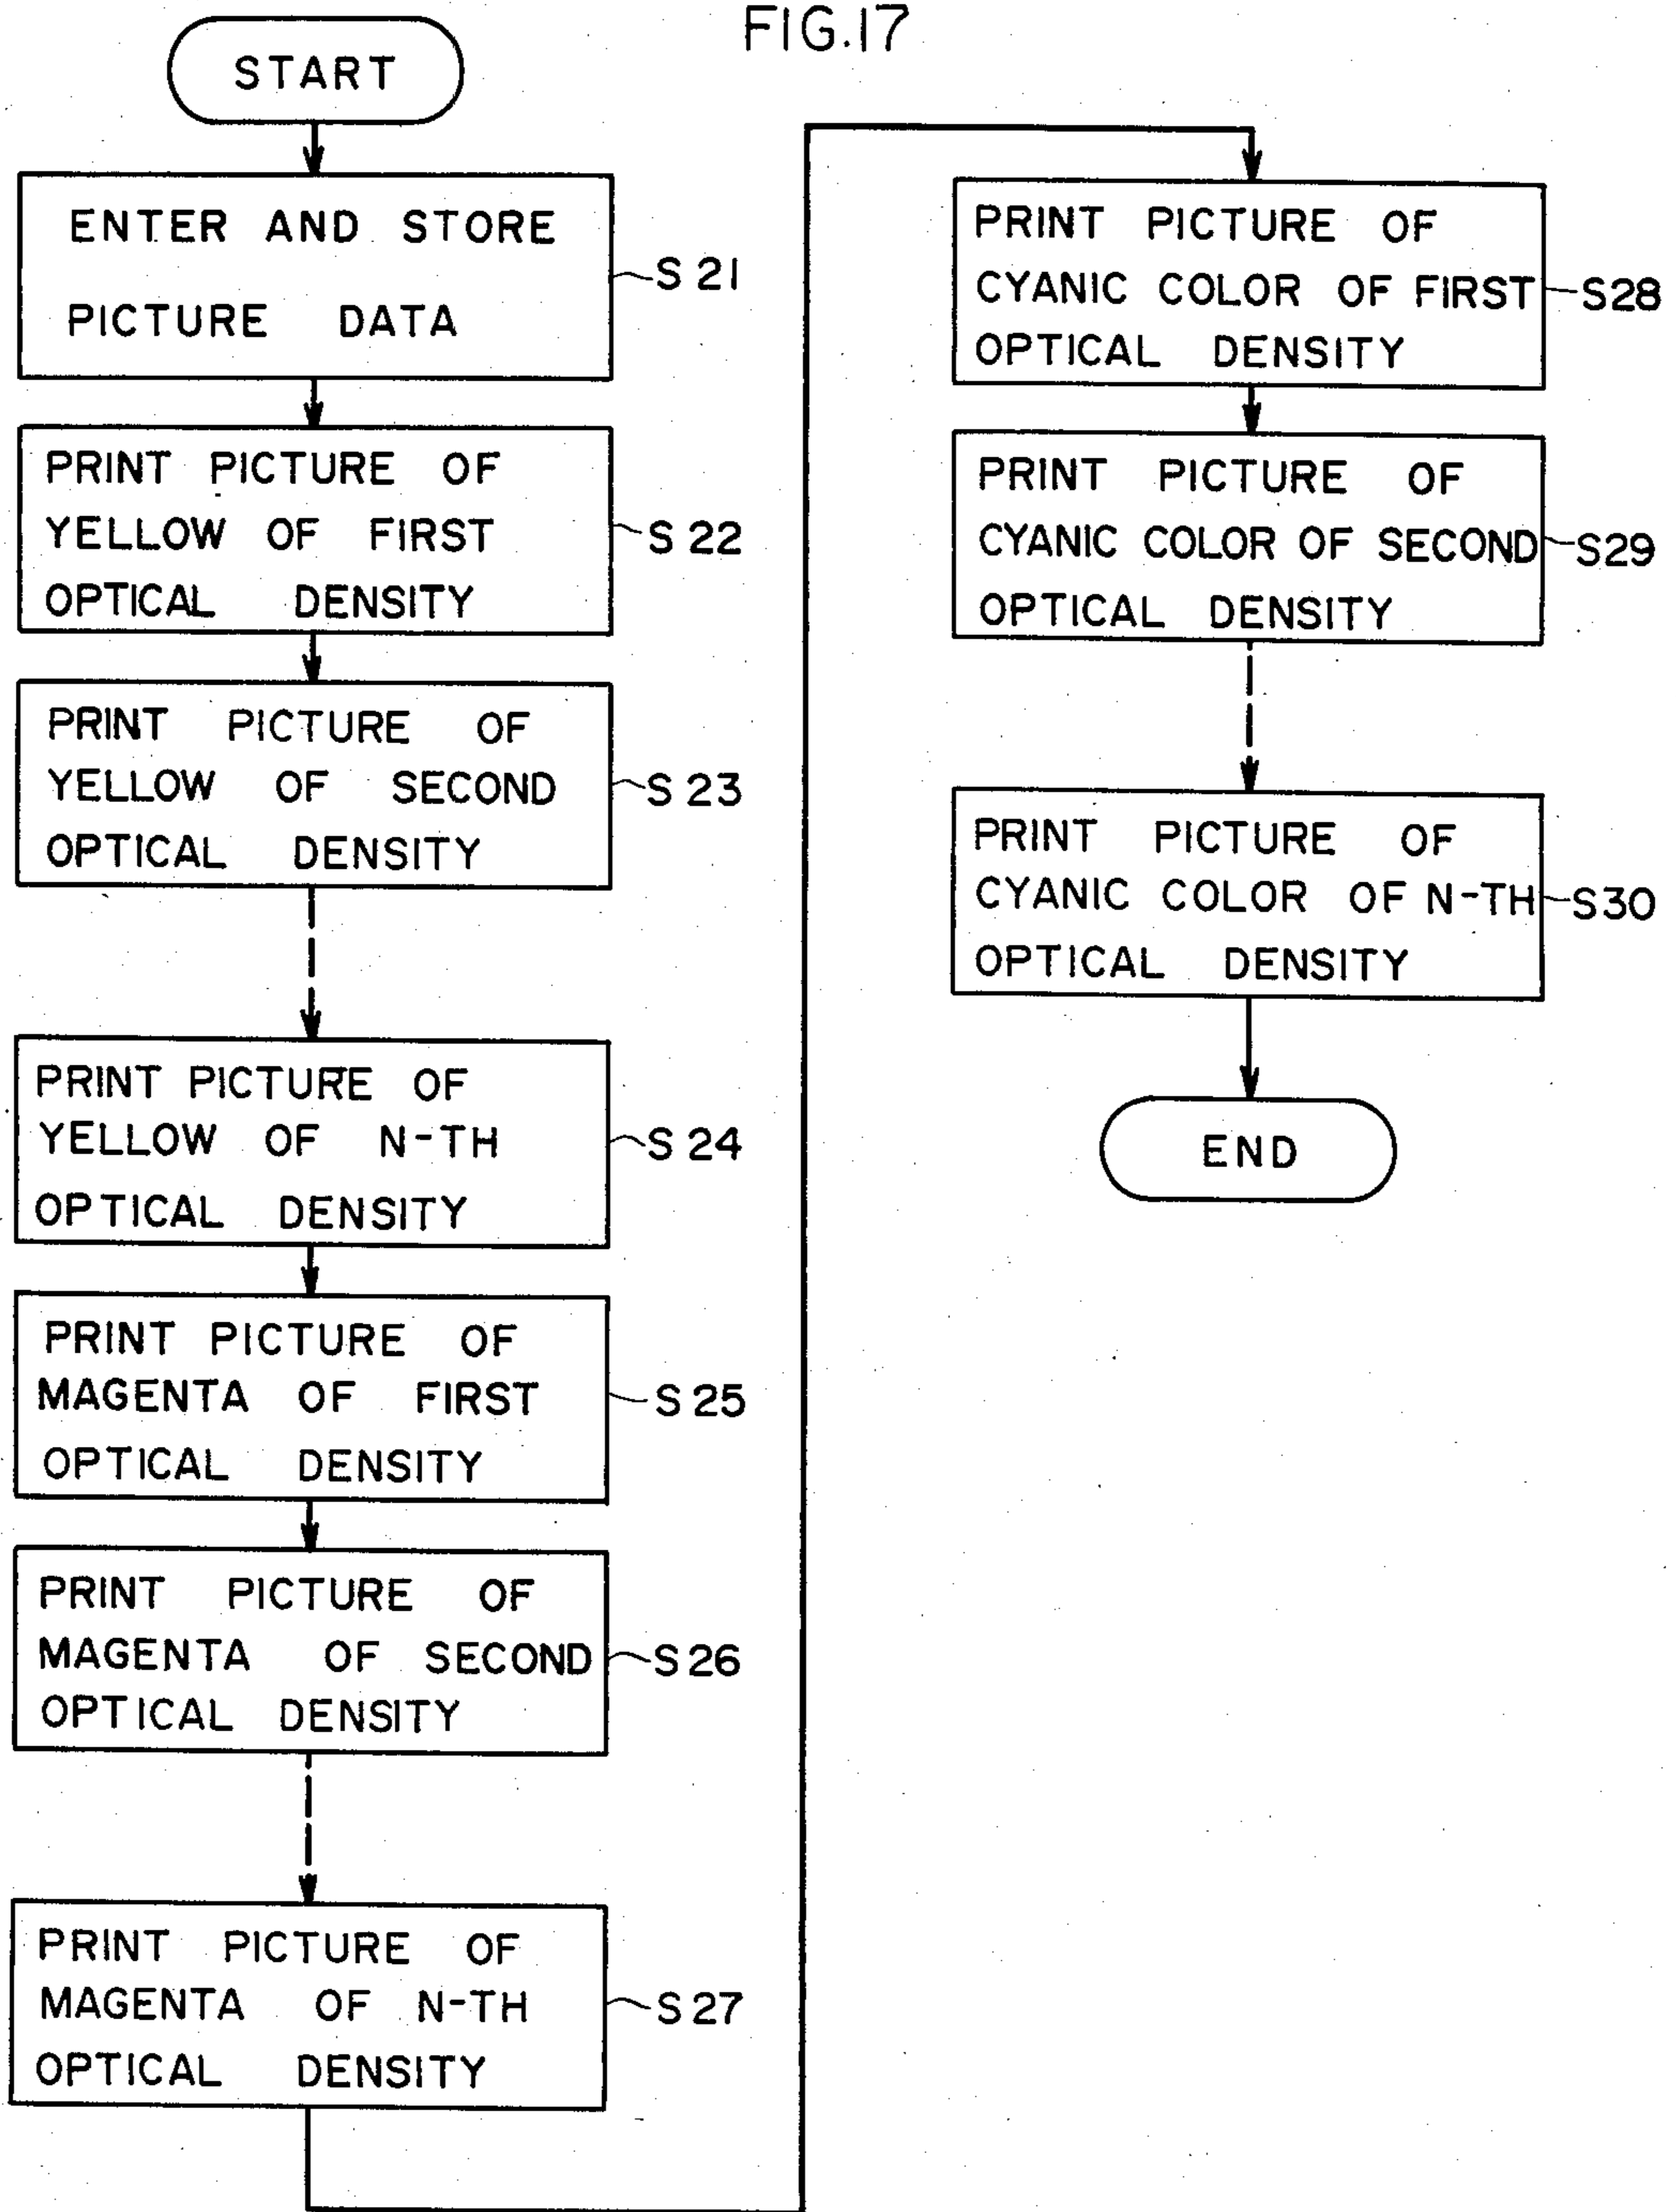 FIG.17
START
ENTER AND STORE
PICTURE DATA
S21
PRINT PICTURE OF
YELLOW OF FIRST
OPTICAL DENSITY
S22
PRINT PICTURE OF
YELLOW OF SECOND
OPTICAL DENSITY
S23
PRINT PICTURE OF
YELLOW OF N-TH
OPTICAL DENSITY
S24
PRINT PICTURE OF
MAGENTA OF FIRST
OPTICAL DENSITY
S25
PRINT PICTURE OF
MAGENTA OF SECOND
OPTICAL DENSITY
S26
PRINT PICTURE OF
MAGENTA OF N-TH
OPTICAL DENSITY
S27
PRINT PICTURE OF
CYANIC COLOR OF FIRST
OPTICAL DENSITY
S28
PRINT PICTURE OF
CYANIC COLOR OF SECOND
OPTICAL DENSITY
S29
PRINT PICTURE OF
CYANIC COLOR OF N-TH
OPTICAL DENSITY
S30
END